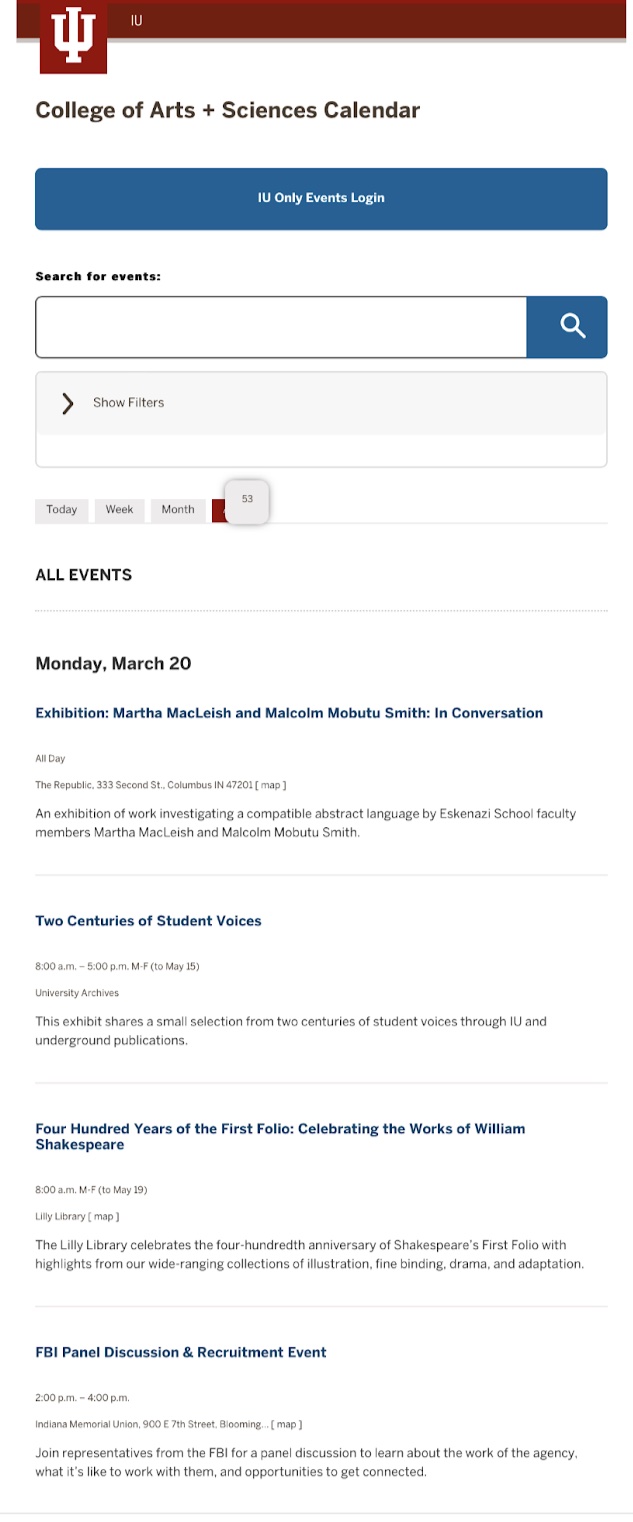 IU
College of Arts + Sciences Calendar
IU Only Events Login
Search for events:
Show Filters
Today
Week
Month
53
ALL EVENTS
Monday, March 20
Exhibition: Martha MacLeish and Malcolm Mobutu Smith: In Conversation
All Day
The Republic, 333 Second St., Columbus IN 47201 [ map ]
An exhibition of work investigating a compatible abstract language by Eskenazi School faculty
members Martha MacLeish and Malcolm Mobutu Smith.
Two Centuries of Student Voices
8:00 a.m. – 5:00 p.m. M-F (to May 15)
University Archives
This exhibit shares a small selection from two centuries of student voices through IU and
underground publications.
Four Hundred Years of the First Folio: Celebrating the Works of William
Shakespeare
8:00 a.m. M-F (to May 19)
Lilly Library [ map ]
The Lilly Library celebrates the four-hundredth anniversary of Shakespeare's First Folio with
highlights from our wide-ranging collections of illustration, fine binding, drama, and adaptation.
FBI Panel Discussion & Recruitment Event
2:00 p.m. – 4:00 p.m.
Indiana Memorial Union, 900 E 7th Street, Blooming... [ map ]
Join representatives from the FBI for a panel discussion to learn about the work of the agency,
what it's like to work with them, and opportunities to get connected.